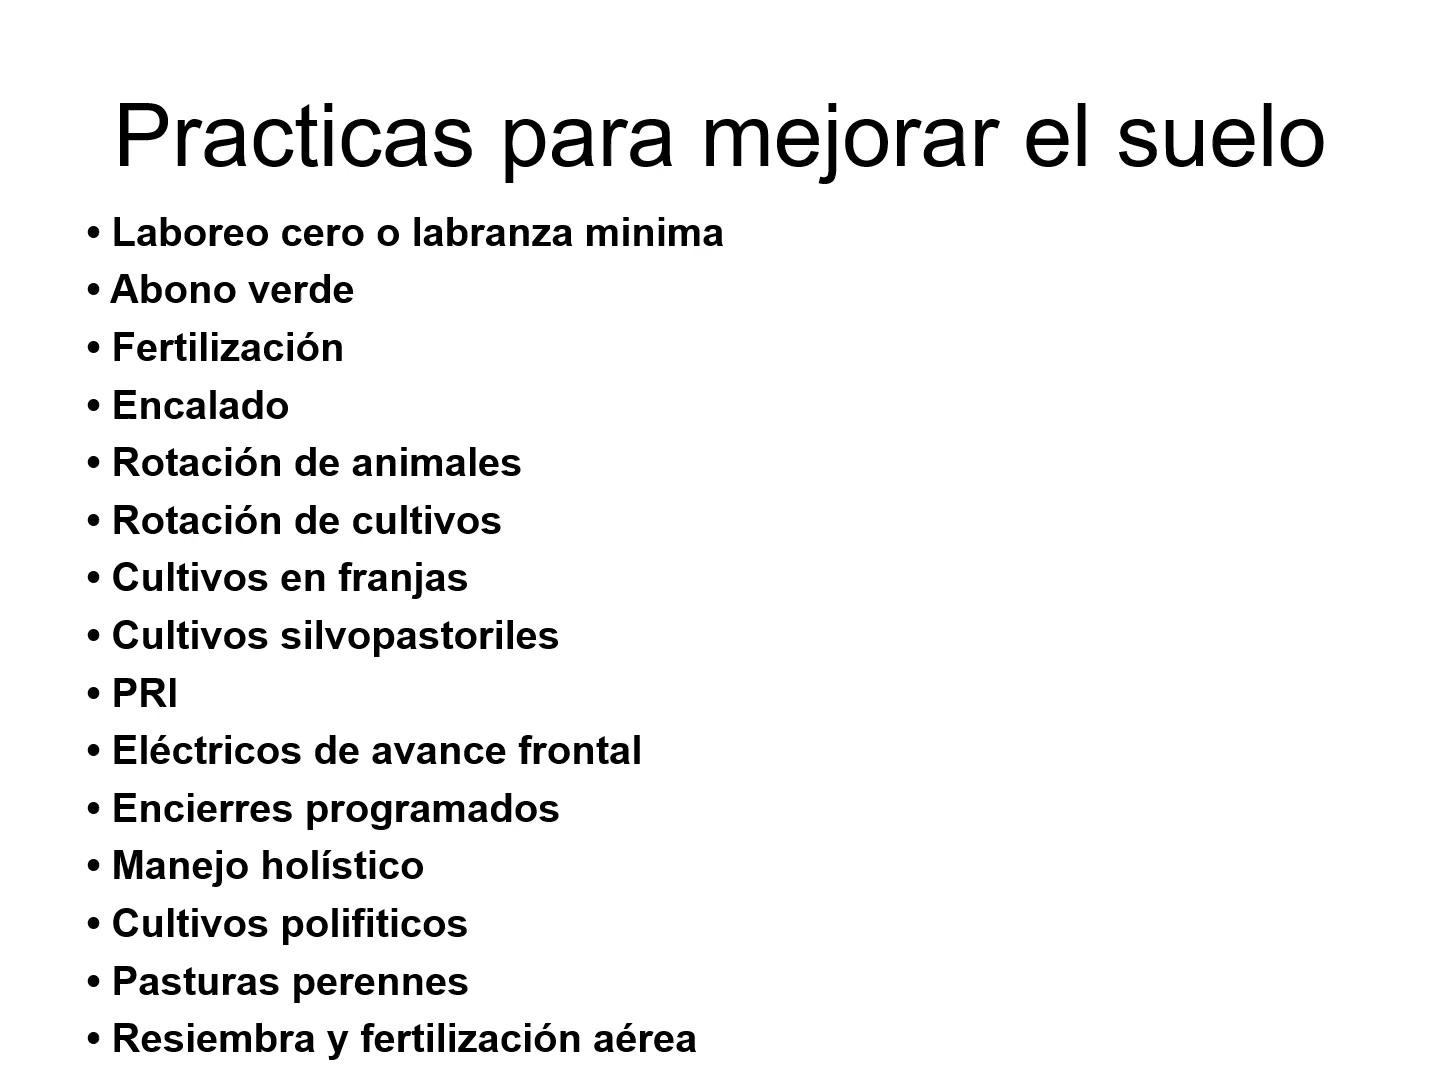 Practicas para mejorar el suelo
• Laboreo cero o labranza minima
• Abono verde
• Fertilización
• Encalado
• Rotación de animales
• Rotación de cultivos
• Cultivos en franjas
• Cultivos silvopastoriles
• PRI
• Eléctricos de avance frontal
• Encierres programados
• Manejo holístico
• Cultivos polifiticos
• Pasturas perennes
• Resiembra y fertilización aérea